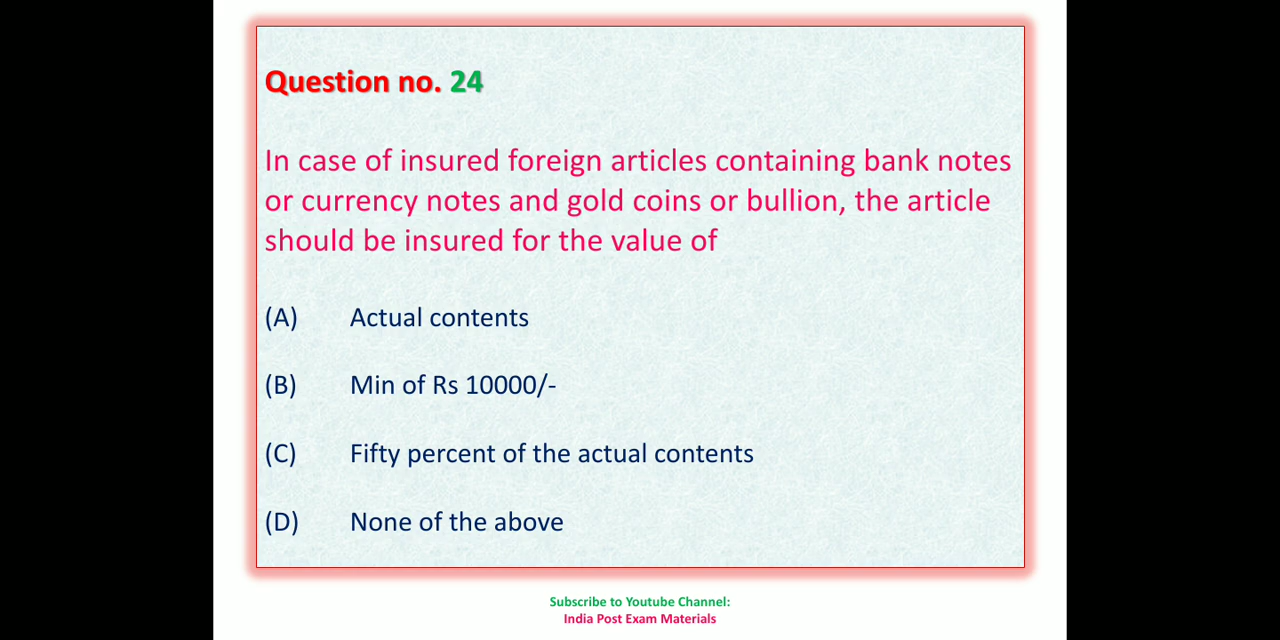 Question no. 24
In case of insured foreign articles containing bank notes
or currency notes and gold coins or bullion, the article
should be insured for the value of
(A) Actual contents
(B) Min of Rs 10000/-
(C) Fifty percent of the actual contents
(D) None of the above
Subscribe to Youtube Channel:
India Post Exam Materials